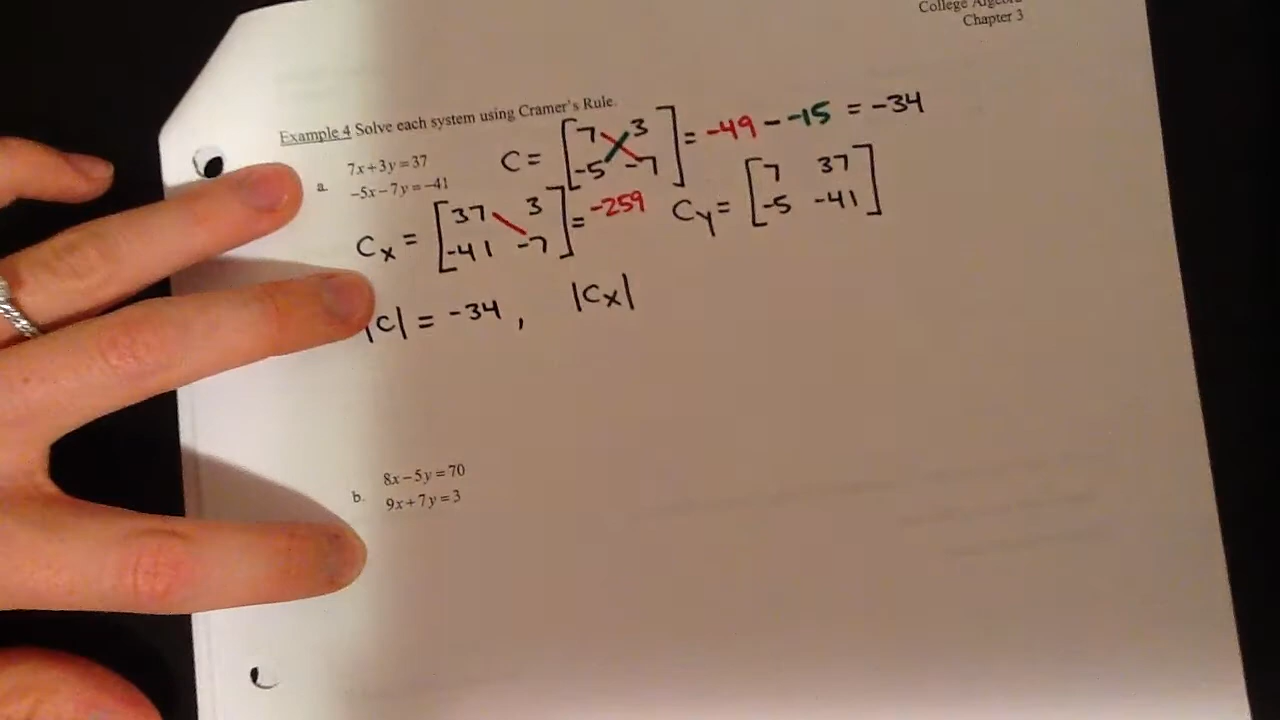 College Algebra
Chapter 3
Example 4 Solve each system using Cramer's Rule.
a. 7x+3y=37
-5x-7y=-41
C = [7 3 -5 -7] = -49 - -15 = -34
Cx = [37 3 -41 -7] = -259
Cy = [7 37 -5 -41]
|C| = -34, |Cx|
b. 8x-5y=70
9x+7y=3